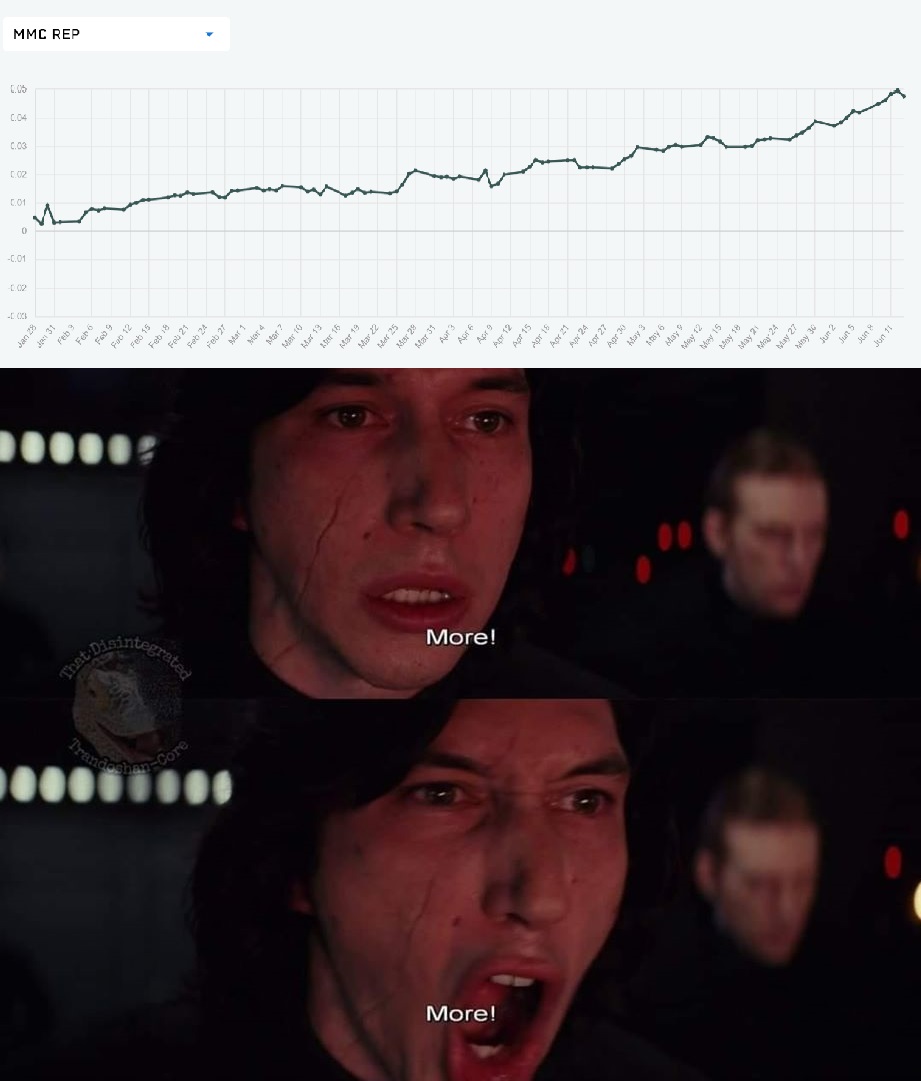 MMC REP
0.05
0.04
0.03
0.02
0.01
0
-0.01
-0.02
-0.03
Jan 28
Jan 31
Feb 3
Feb 6
Feb 9
Feb 12
Feb 15
Feb 18
Feb 21
Feb 24
Feb 27
Mar 1
Mar 4
Mar 7
Mar 10
Mar 13
Mar 16
Mar 19
Mar 22
Mar 25
Mar 28
Mar 31
Apr 3
Apr 6
Apr 9
Apr 12
Apr 15
Apr 18
Apr 21
Apr 24
Apr 27
Apr 30
May 3
May 6
May 9
May 12
May 15
May 18
May 21
May 24
May 27
May 30
Jun 2
Jun 5
Jun 8
Jun 11
More!
That Disintegrated
Trandoshan-Core
More!